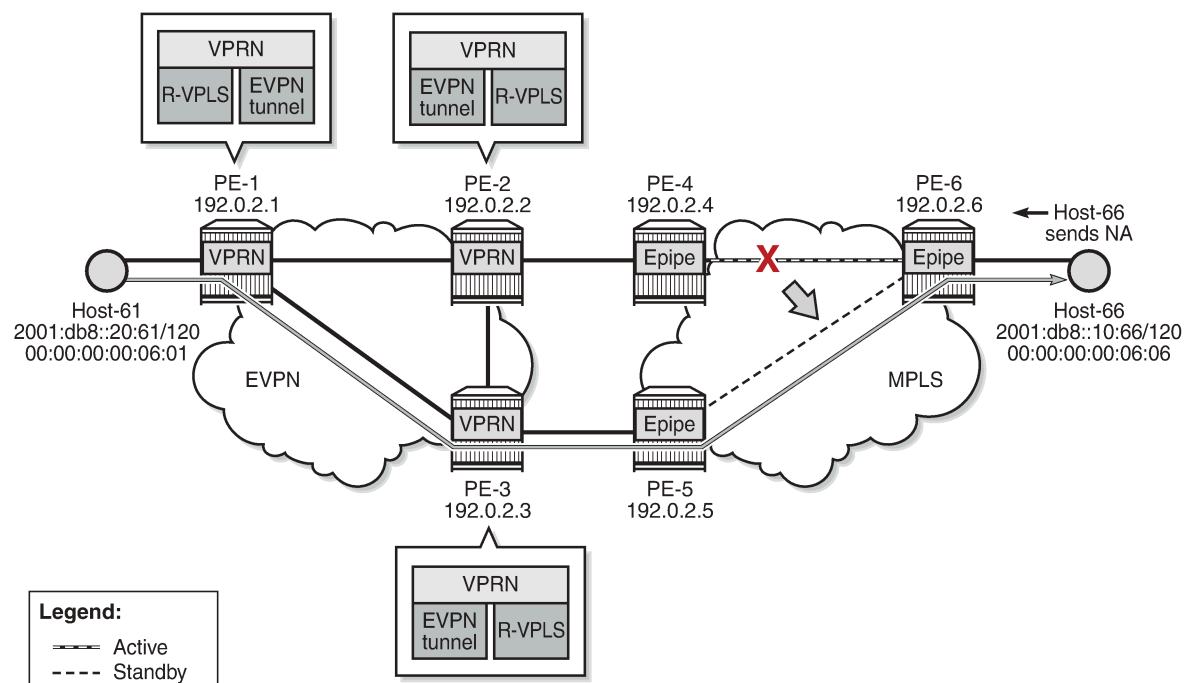 VPRN
R-VPLS
EVPN
tunnel
VPRN
EVPN
tunnel
R-VPLS
PE-1
192.0.2.1
PE-2
192.0.2.2
PE-4
192.0.2.4
PE-6
192.0.2.6
Host-66
sends NA
VPRN
VPRN
Epipe
X
Epipe
Host-61
2001:db8::20:61/120
00:00:00:00:06:01
Host-66
2001:db8::10:66/120
00:00:00:00:06:06
EVPN
MPLS
VPRN
Epipe
PE-3
192.0.2.3
PE-5
192.0.2.5
VPRN
EVPN
tunnel
R-VPLS
Legend:
Active
Standby